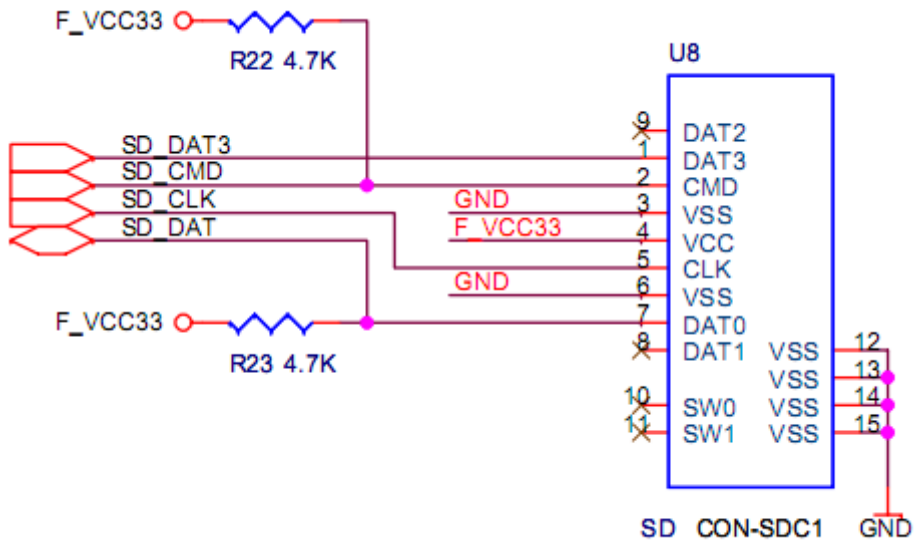 F_VCC33
R22 4.7K
U8
9 DAT2
SD_DAT3 1 DAT3
SD_CMD 2 CMD
SD_CLK GND 3 VSS
SD_DAT F_VCC33 4 VCC
5 CLK
GND 6 VSS
F_VCC33 7 DAT0
R23 4.7K
8 DAT1 VSS 12
VSS 13
10 SW0 VSS 14
11 SW1 VSS 15
SD CON-SDC1 GND